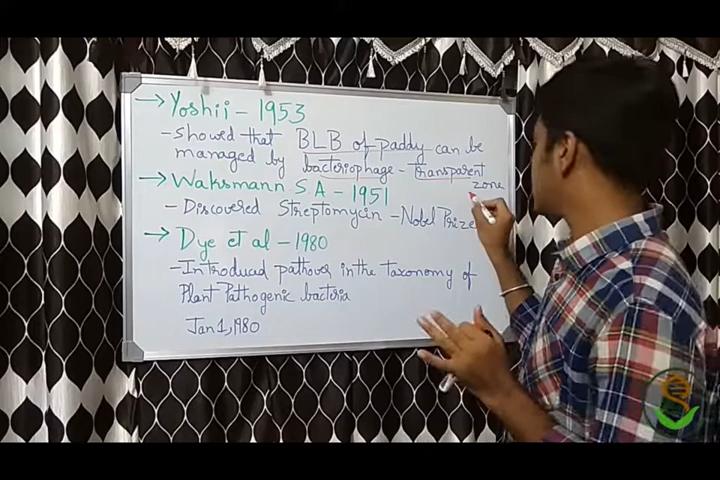 → Yoshii - 1953
- Showed that BLB of paddy can be
managed by bacteriophage - transparent
zone
→ Waksmann S A - 1951
- Discovered Streptomycin - Nobel Prize
→ Dye et al - 1980
- Introduced pathovar in the taxonomy of
Plant Pathogenic bacteria
Jan 1, 1980